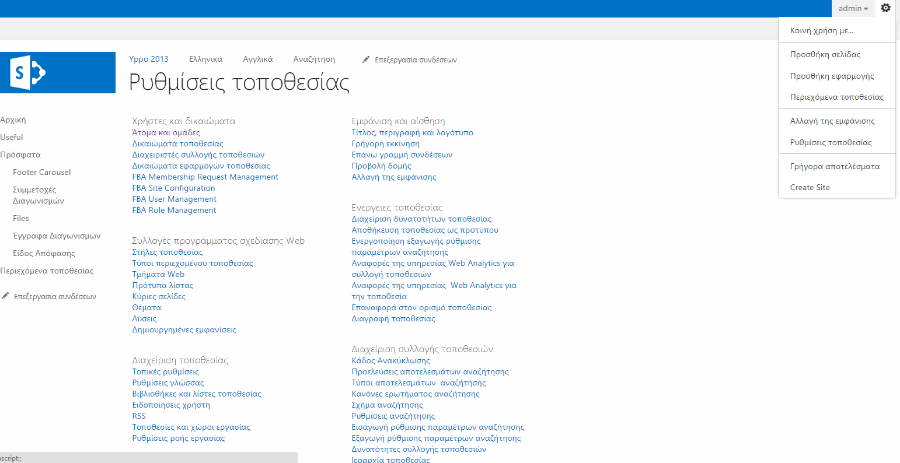 admin
Κοινή χρήση με...
Προσθήκη σελίδας
Προσθήκη εφαρμογής
Περιεχόμενα τοποθεσίας
Αλλαγή της εμφάνισης
Ρυθμίσεις τοποθεσίας
Γρήγορα αποτελέσματα
Create Site
S
Yppo 2013
Ελληνικά
Αγγλικά
Αναζήτηση
Επεξεργασία συνδέσεων
Ρυθμίσεις τοποθεσίας
Αρχική
Useful
Πρόσφατα
Footer Carousel
Συμμετοχές
Διαγωνισμών
Files
Έγγραφα Διαγωνισμών
Είδος Απόφασης
Περιεχόμενα τοποθεσίας
Επεξεργασία συνδέσεων
Χρήστες και δικαιώματα
Άτομα και ομάδες
Δικαιώματα τοποθεσίας
Διαχειριστές συλλογής τοποθεσιών
Δικαιώματα εφαρμογών τοποθεσίας
FBA Membership Request Management
FBA Site Configuration
FBA User Management
FBA Role Management
Συλλογές προγράμματος σχεδίασης Web
Στήλες τοποθεσίας
Τύποι περιεχομένου τοποθεσίας
Τμήματα Web
Πρότυπα λίστας
Κύριες σελίδες
Θέματα
Λύσεις
Δημιουργημένες εμφανίσεις
Διαχείριση τοποθεσίας
Τοπικές ρυθμίσεις
Ρυθμίσεις γλώσσας
Βιβλιοθήκες και λίστες τοποθεσίας
Ειδοποιήσεις χρήστη
RSS
Τοποθεσίες και χώροι εργασίας
Ρυθμίσεις ροής εργασίας
Εμφάνιση και αίσθηση
Τίτλος, περιγραφή και λογότυπο
Γρήγορη εκκίνηση
Επάνω γραμμή συνδέσεων
Προβολή δομής
Αλλαγή της εμφάνισης
Ενέργειες τοποθεσίας
Διαχείριση δυνατοτήτων τοποθεσίας
Αποθήκευση τοποθεσίας ως προτύπου
Ενεργοποίηση εξαγωγής ρύθμισης
παραμέτρων αναζήτησης
Αναφορές της υπηρεσίας Web Analytics για
συλλογή τοποθεσιών
Αναφορές της υπηρεσίας Web Analytics για
την τοποθεσία
Επαναφορά στον ορισμό τοποθεσίας
Διαγραφή τοποθεσίας
Διαχείριση συλλογής τοποθεσιών
Κάδος Ανακύκλωσης
Προελεύσεις αποτελεσμάτων αναζήτησης
Τύποι αποτελεσμάτων αναζήτησης
Κανόνες ερωτήματος αναζήτησης
Σχήμα αναζήτησης
Ρυθμίσεις αναζήτησης
Εισαγωγή ρύθμισης παραμέτρων αναζήτησης
Εξαγωγή ρύθμισης παραμέτρων αναζήτησης
Δυνατότητες συλλογής τοποθεσιών
Ιεραρχία τοποθεσίας
ascript:;